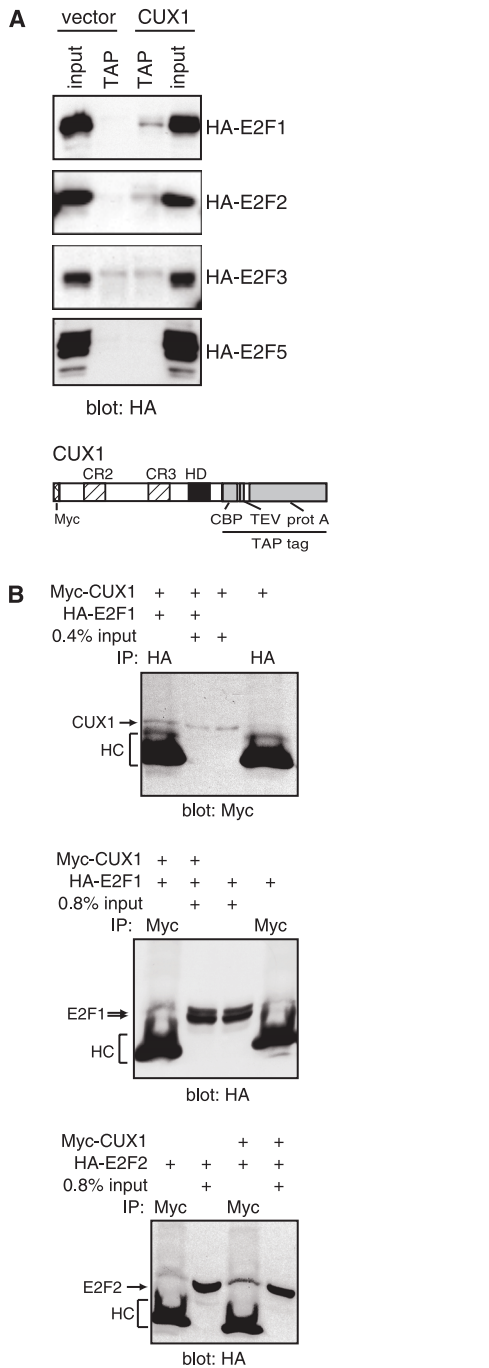 A
vector CUX1
input TAP TAP input
HA-E2F1
HA-E2F2
HA-E2F3
HA-E2F5
blot: HA
CUX1
CR2 CR3 HD
Myc
CBP TEV prot A
TAP tag
B
Myc-CUX1 + + + +
HA-E2F1 + +
0.4% input + +
IP: HA HA
CUX1
HC
blot: Myc
Myc-CUX1 + +
HA-E2F1 + + + +
0.8% input + +
IP: Myc Myc
E2F1
HC
blot: HA
Myc-CUX1 + +
HA-E2F2 + + + +
0.8% input + +
IP: Myc Myc
E2F2
HC
blot: HA